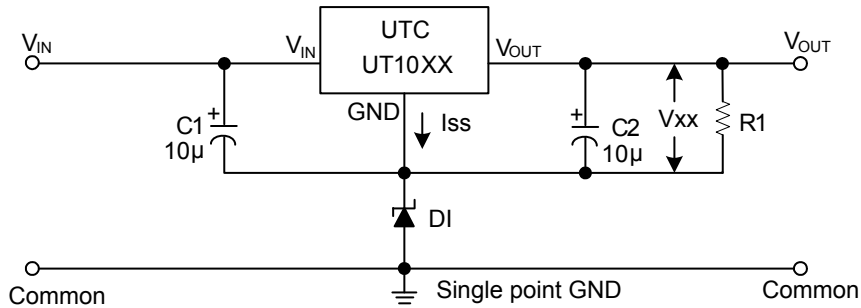 UTC
UT10XX
VIN
VIN
VOUT
VOUT
GND
Iss
+
C1
10μ
+
C2
10μ
Vxx
R1
DI
Common
Single point GND
Common